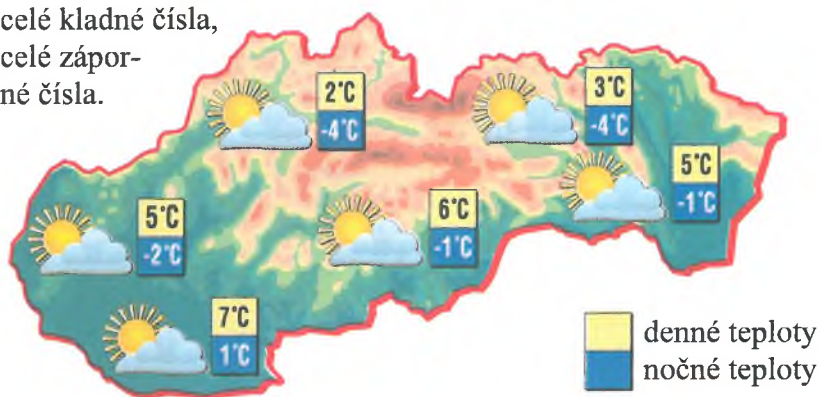 celé kladné čísla,
celé zápor-
né čísla.
2°C
-4°C
3°C
-4°C
5°C
-1°C
5°C
-2°C
6°C
-1°C
7°C
1°C
denné teploty
nočné teploty